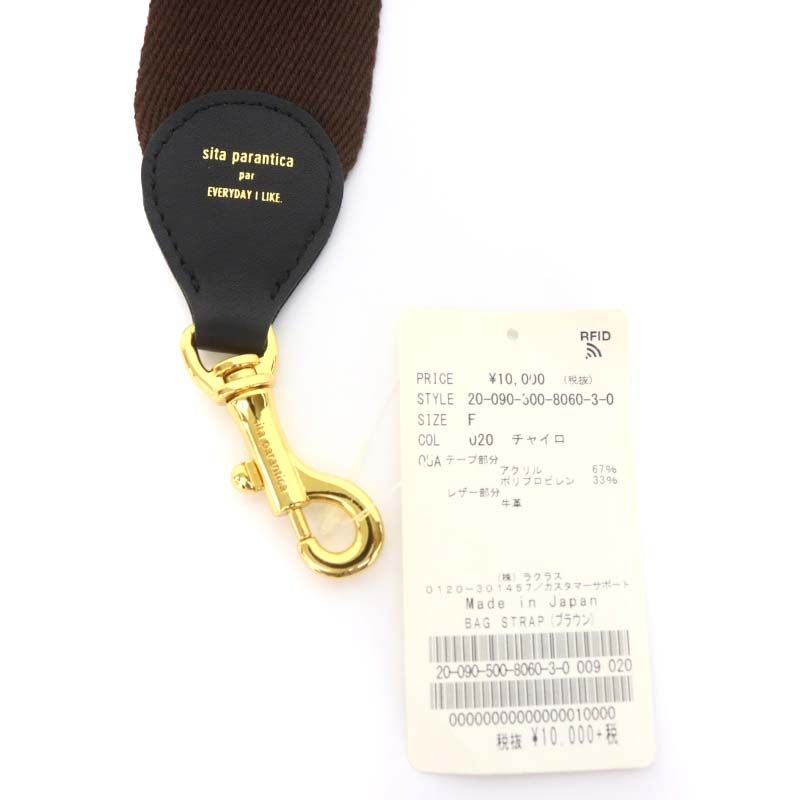 sita parantica
par
EVERYDAY I LIKE.
sita parantica
RFID
PRICE ¥10,000 (税抜)
STYLE 20-090-500-8060-3-0
SIZE F
COL 020 チャイロ
QUA テープ部分
アクリル 67%
ポリプロピレン 33%
レザー部分
牛革
(株) ラクラス
0120-301457/カスタマーサポート
Made in Japan
BAG STRAP(ブラウン)
20-090-500-8060-3-0 009 020
00000000000000010000
税抜 ¥10,000+税